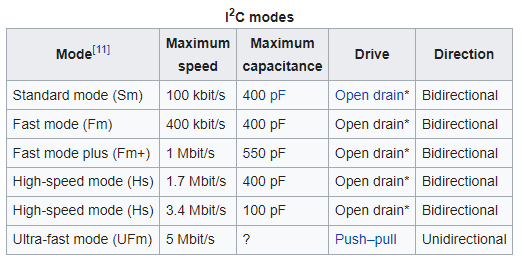 I²C modes
Mode[11] Maximum speed Maximum capacitance Drive Direction
Standard mode (Sm) 100 kbit/s 400 pF Open drain* Bidirectional
Fast mode (Fm) 400 kbit/s 400 pF Open drain* Bidirectional
Fast mode plus (Fm+) 1 Mbit/s 550 pF Open drain* Bidirectional
High-speed mode (Hs) 1.7 Mbit/s 400 pF Open drain* Bidirectional
High-speed mode (Hs) 3.4 Mbit/s 100 pF Open drain* Bidirectional
Ultra-fast mode (UFm) 5 Mbit/s ? Push–pull Unidirectional